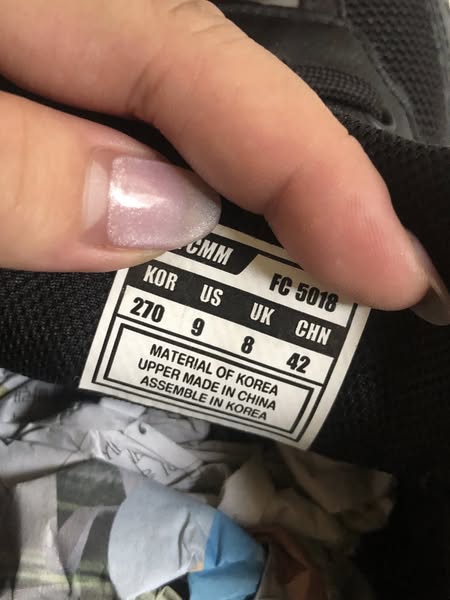 CMM FC 5018
KOR US UK CHN
270 9 8 42
MATERIAL OF KOREA
UPPER MADE IN CHINA
ASSEMBLE IN KOREA